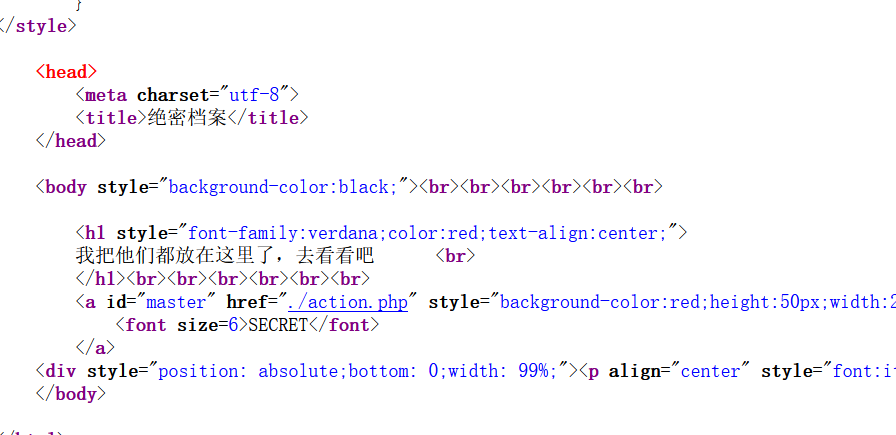 }
</style>
<head>
<meta charset="utf-8">
<title>绝密档案</title>
</head>
<body style="background-color:black;"><br><br><br><br><br><br>
<h1 style="font-family:verdana;color:red;text-align:center;">
我把他们都放在这里了，去看看吧 <br>
</h1><br><br><br><br><br><br>
<a id="master" href="./action.php" style="background-color:red;height:50px;width:2
<font size=6>SECRET</font>
</a>
<div style="position: absolute;bottom: 0;width: 99%;"><p align="center" style="font:it
</body>
</html>